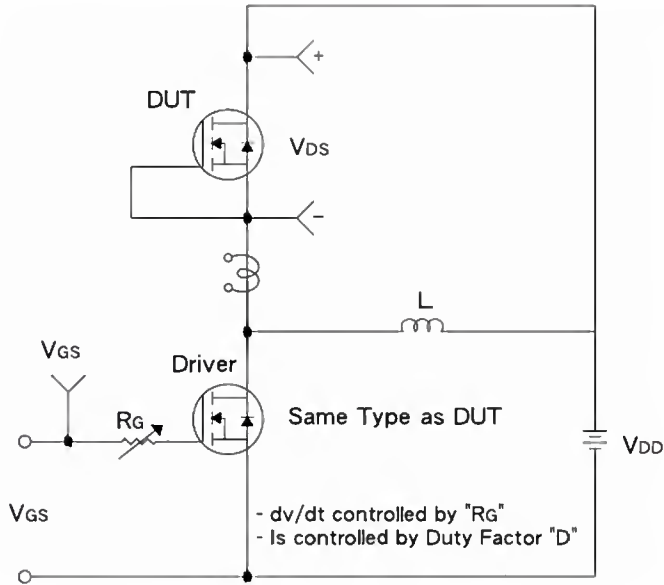 +
DUT
VDS
-
L
VGS
Driver
RG
Same Type as DUT
VDD
VGS
- dv/dt controlled by "RG"
- Is controlled by Duty Factor "D"